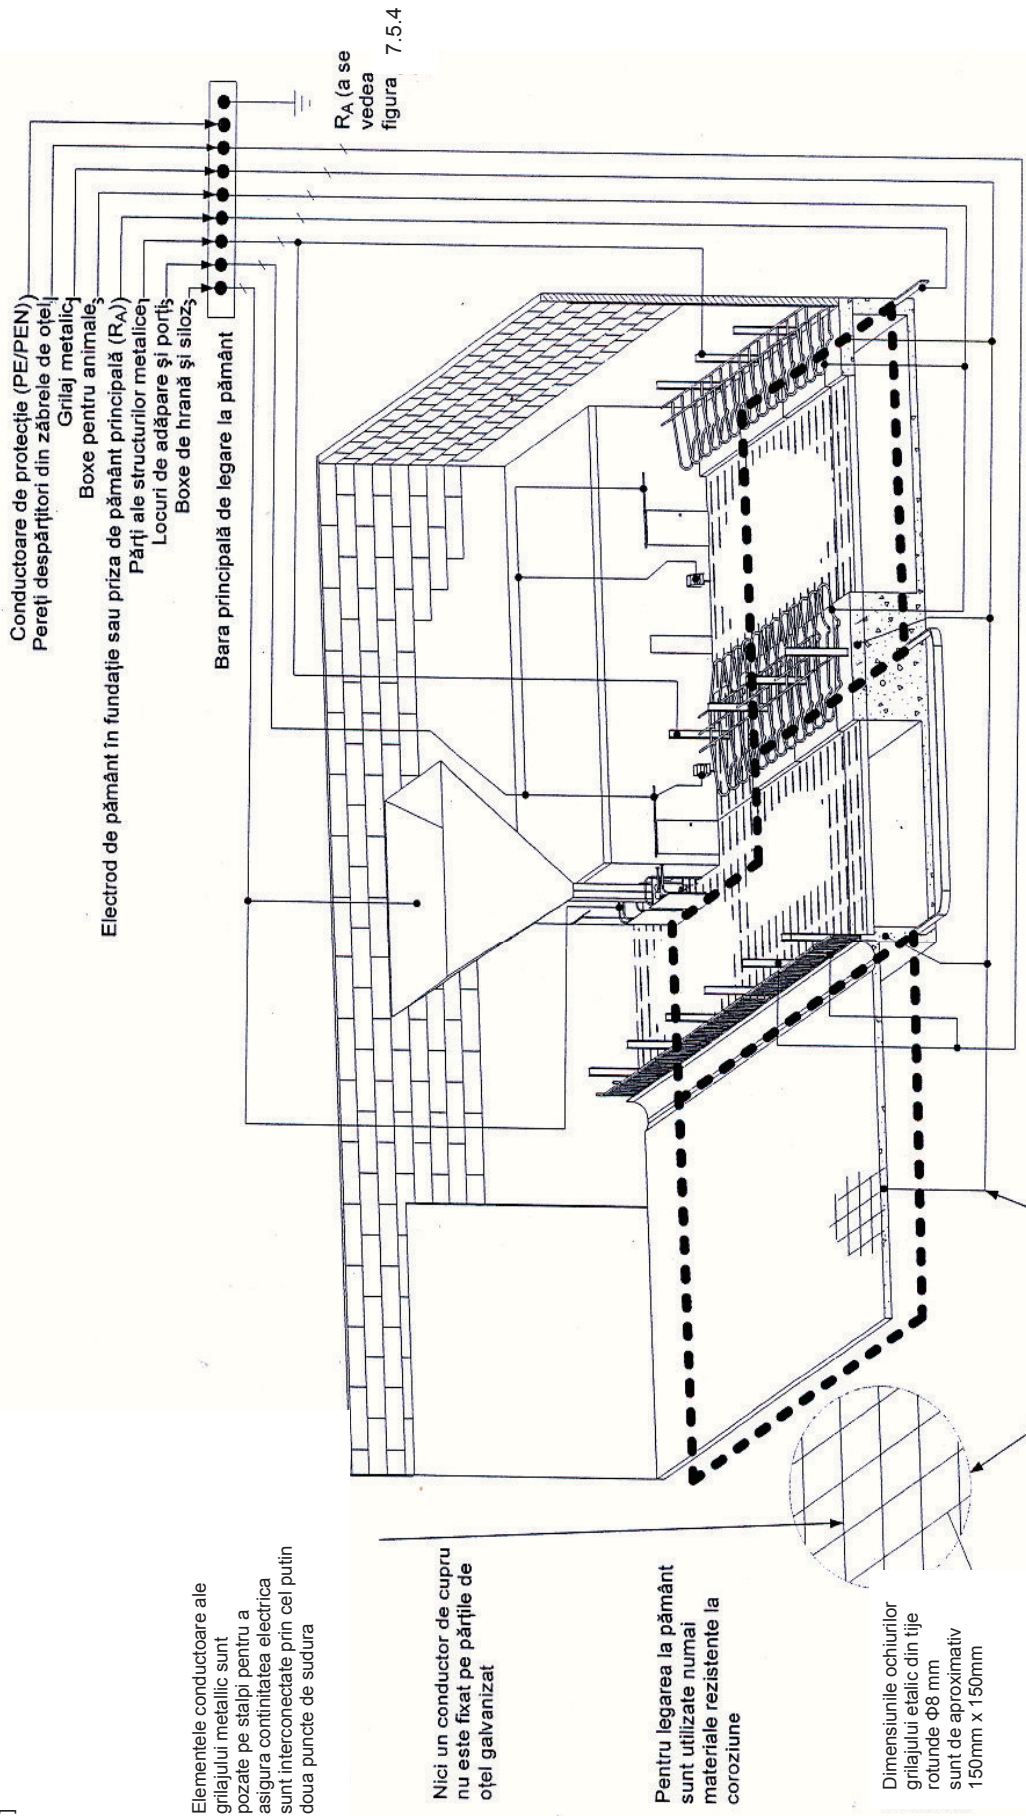 Conductoare de protecție (PE/PEN)
Pereți despărțitori din zăbrele de oțel
Grilaj metalic
Boxe pentru animale
Electrod de pământ în fundație sau priza de pământ principală (RA)
Părți ale structurilor metalice
Locuri de adăpare și porți
Boxe de hrană și siloz
Bara principală de legare la pământ
RA (a se
vedea
figura 7.5.4
Elementele conductoare ale
grilajului metallic sunt
pozate pe stalpi pentru a
asigura continitatea electrica
sunt interconectate prin cel putin
doua puncte de sudura
Nici un conductor de cupru
nu este fixat pe părțile de
oțel galvanizat
Pentru legarea la pământ
sunt utilizate numai
materiale rezistente la
coroziune
Dimensiunile ochiurilor
grilajului etalic din tije
rotunde Φ8 mm
sunt de aproximativ
150mm x 150mm
]